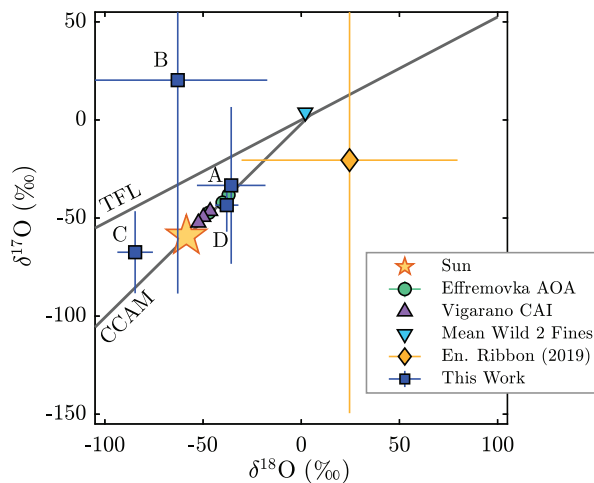 50
0
-50
-100
-150
δ¹⁷O (‰)
B
A
TFL
C
D
CCAM
Sun
Effremovka AOA
Vigarano CAI
Mean Wild 2 Fines
En. Ribbon (2019)
This Work
-100 -50 0 50 100
δ¹⁸O (‰)